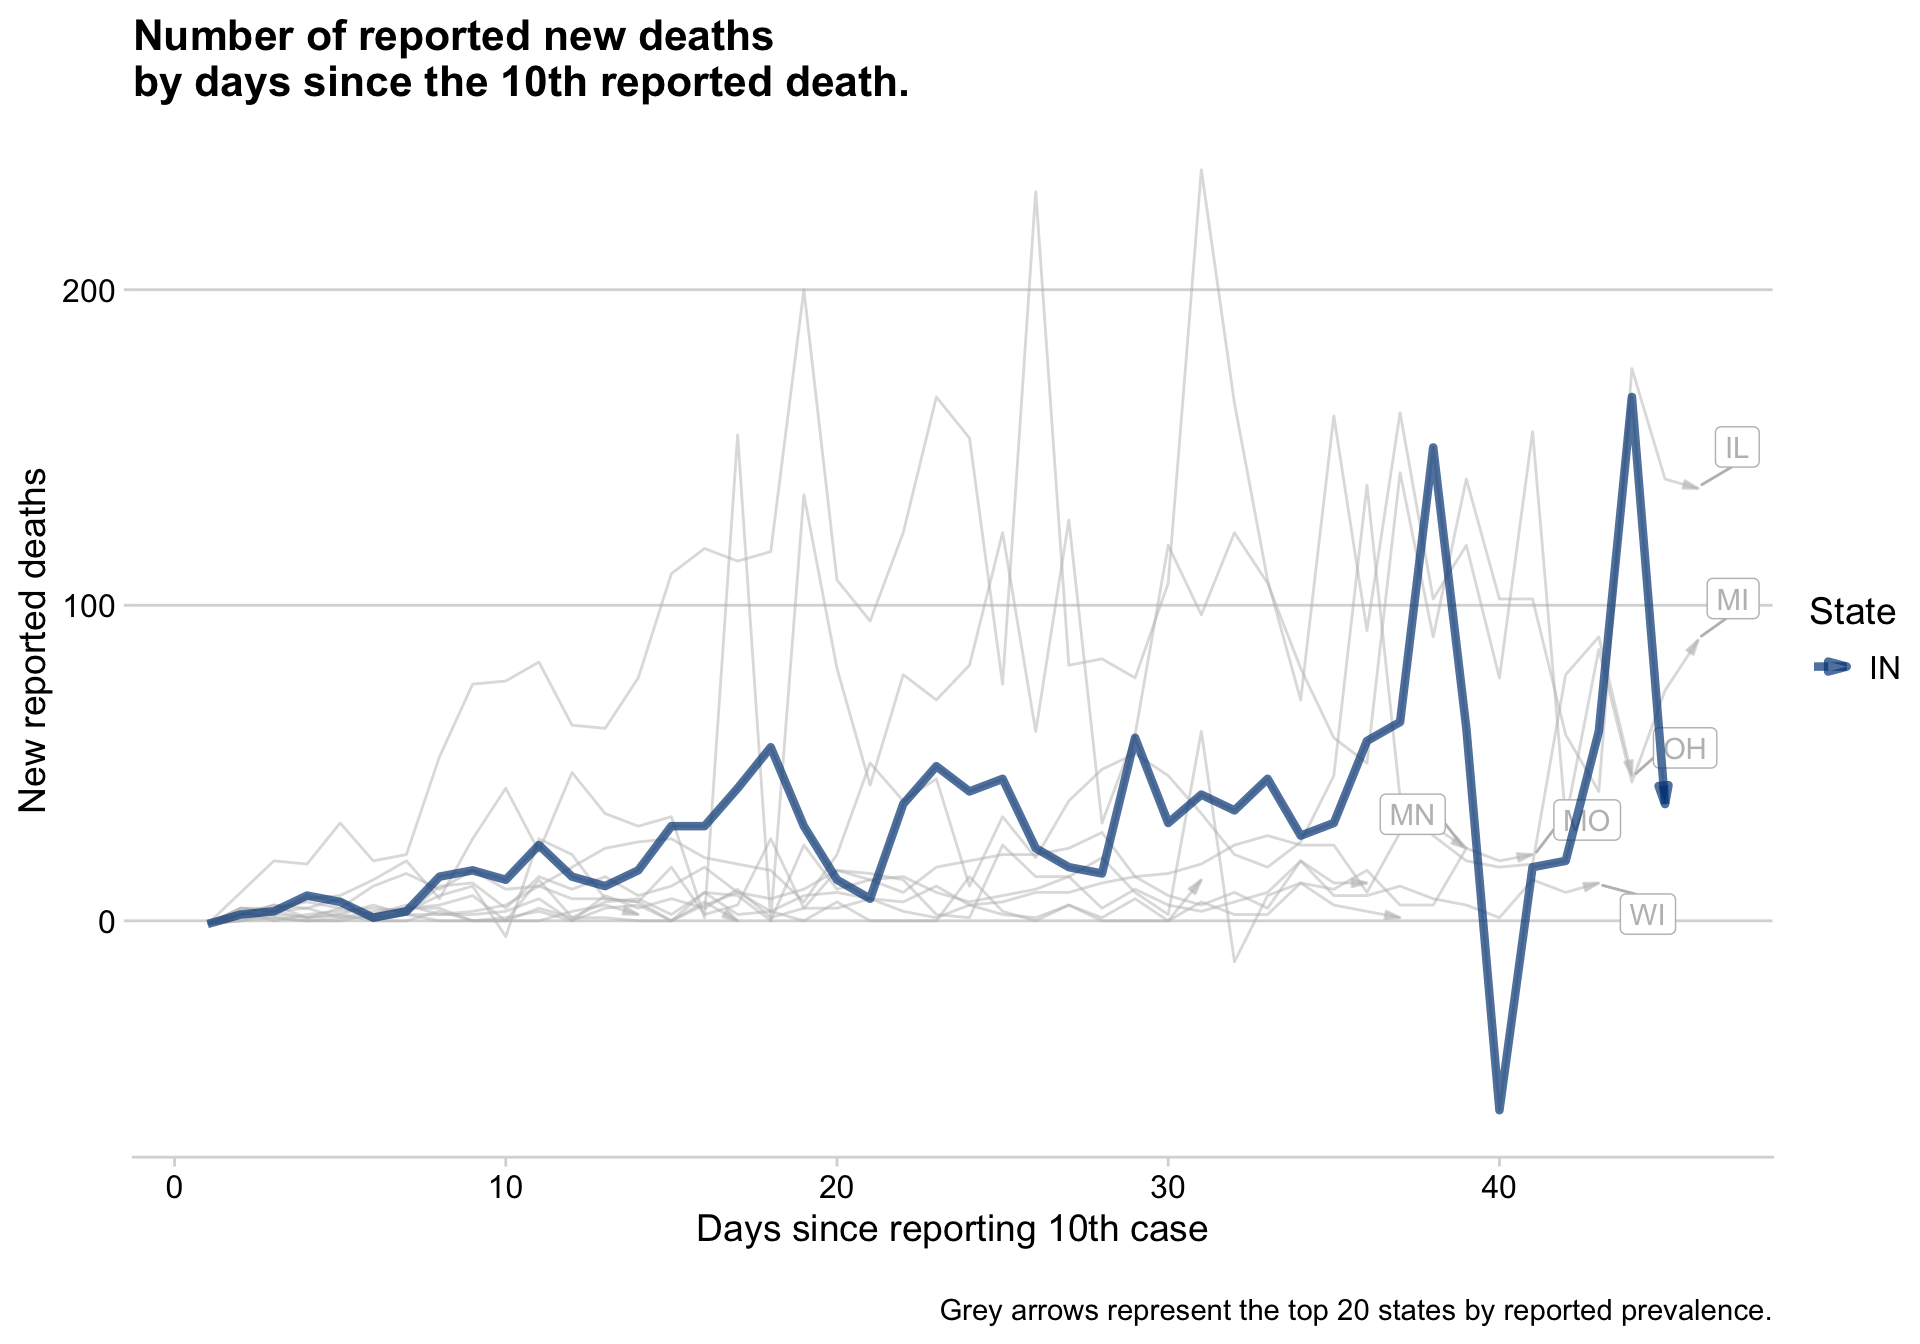 Number of reported new deaths
by days since the 10th reported death.
New reported deaths
200
100
0
IL
MI
OH
MN
MO
WI
State
IN
0
10
20
30
40
Days since reporting 10th case
Grey arrows represent the top 20 states by reported prevalence.